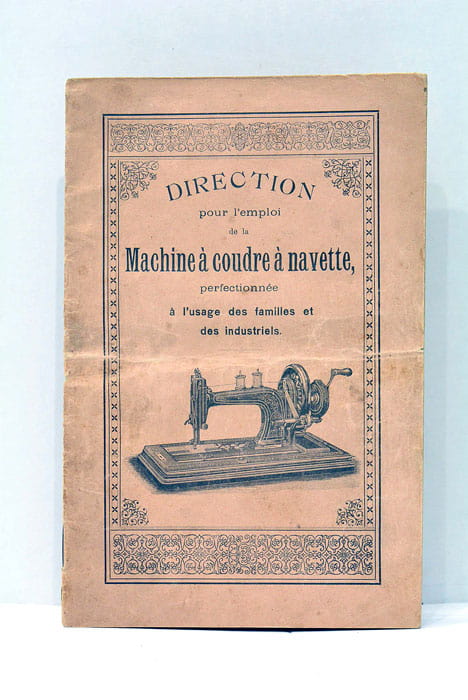 DIRECTION
pour l'emploi
de la
Machine à coudre à navette,
perfectionnée
à l'usage des familles et
des industriels.